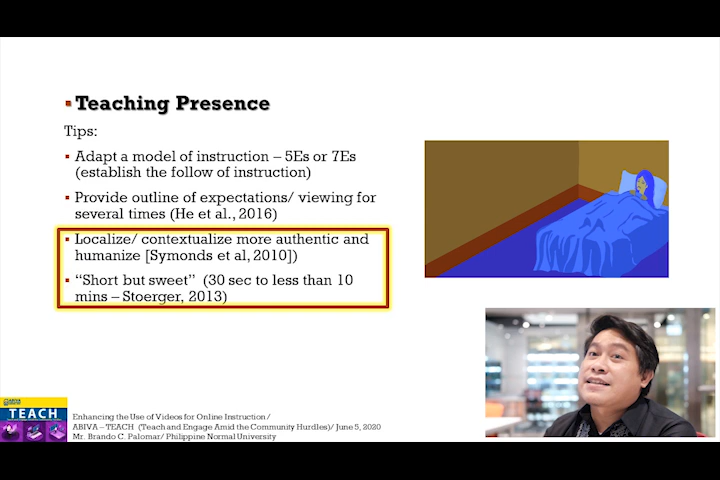 Teaching Presence
Tips:
Adapt a model of instruction – 5Es or 7Es
(establish the follow of instruction)
Provide outline of expectations/ viewing for
several times (He et al., 2016)
Localize/ contextualize more authentic and
humanize [Symonds et al, 2010])
“Short but sweet” (30 sec to less than 10
mins – Stoerger, 2013)
TEACH
Enhancing the Use of Videos for Online Instruction/
ABIVA – TEACH (Teach and Engage Amid the Community Hurdles)/ June 5, 2020
Mr. Brando C. Palomar/ Philippine Normal University